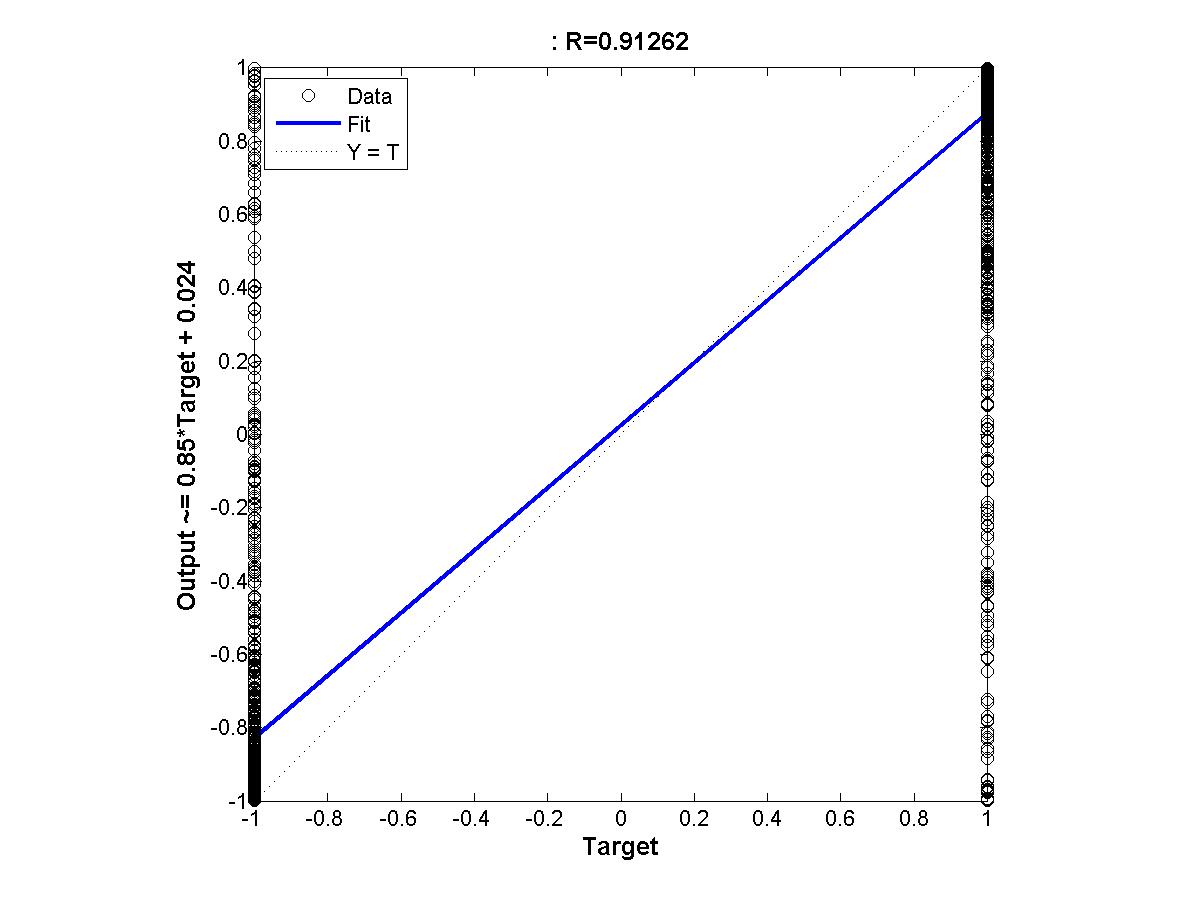 : R=0.91262
Data
Fit
Y = T
1
0.8
0.6
0.4
0.2
0
-0.2
-0.4
-0.6
-0.8
-1
Output ~= 0.85*Target + 0.024
-1 -0.8 -0.6 -0.4 -0.2 0 0.2 0.4 0.6 0.8 1
Target